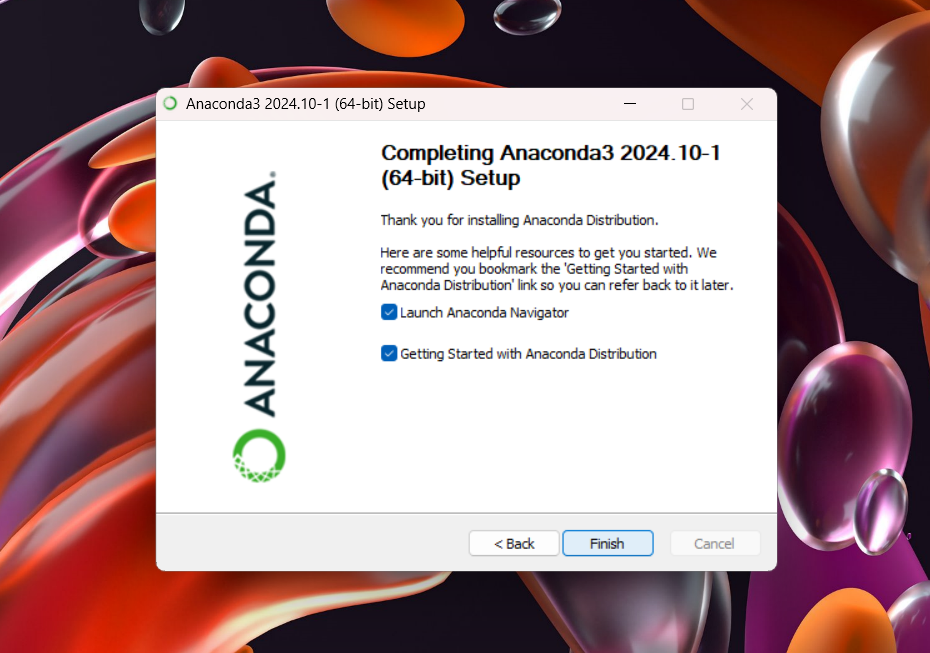 Anaconda3 2024.10-1 (64-bit) Setup
ANACONDA.
Completing Anaconda3 2024.10-1
(64-bit) Setup
Thank you for installing Anaconda Distribution.
Here are some helpful resources to get you started. We
recommend you bookmark the 'Getting Started with
Anaconda Distribution' link so you can refer back to it later.
Launch Anaconda Navigator
Getting Started with Anaconda Distribution
< Back
Finish
Cancel